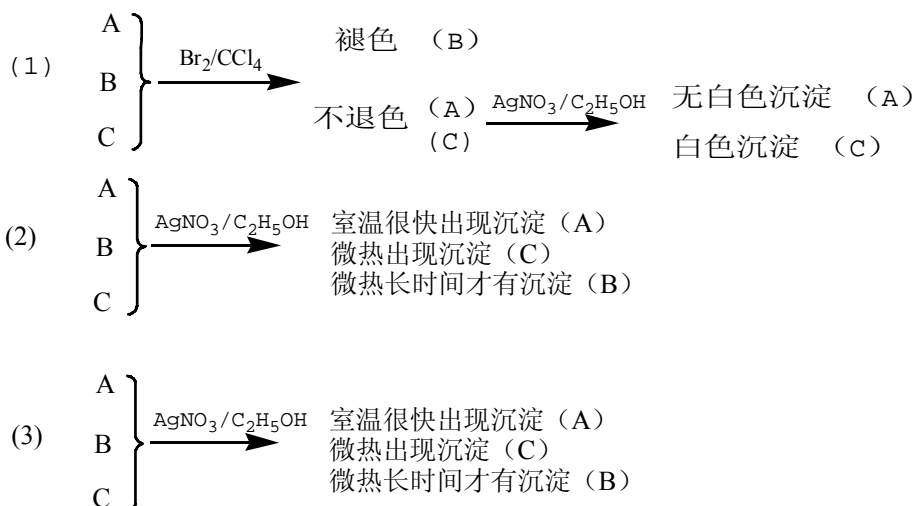 (1)
A
B
C
Br2/CCl4
褪色 （B）
不退色
（A）
（C）
AgNO3/C2H5OH
无白色沉淀 （A）
白色沉淀 （C）
(2)
A
B
C
AgNO3/C2H5OH
室温很快出现沉淀（A）
微热出现沉淀（C）
微热长时间才有沉淀（B）
(3)
A
B
C
AgNO3/C2H5OH
室温很快出现沉淀（A）
微热出现沉淀（C）
微热长时间才有沉淀（B）